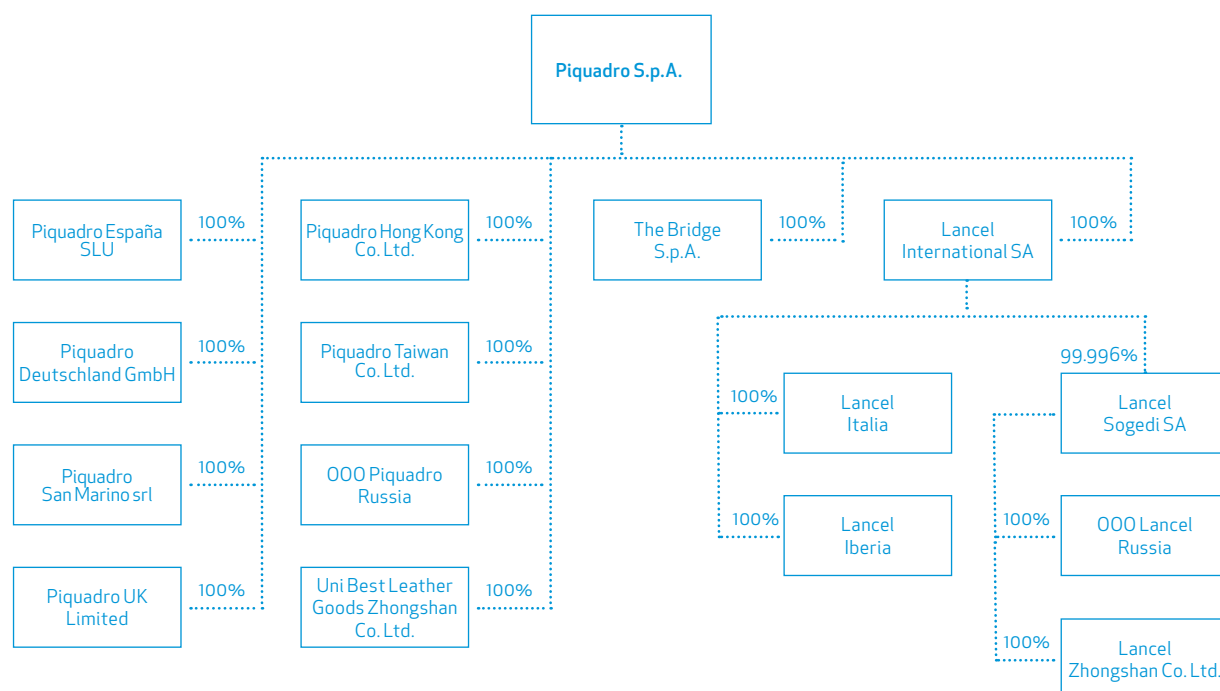 Piquadro S.p.A.
Piquadro España
SLU
100%
Piquadro Hong Kong
Co. Ltd.
100%
The Bridge
S.p.A.
100%
Lancel
International SA
100%
Piquadro
Deutschland GmbH
100%
Piquadro Taiwan
Co. Ltd.
100%
99.996%
100%
Lancel
Italia
Lancel
Sogedi SA
Piquadro
San Marino srl
100%
OOO Piquadro
Russia
100%
100%
Lancel
Iberia
100%
OOO Lancel
Russia
Piquadro UK
Limited
100%
Uni Best Leather
Goods Zhongshan
Co. Ltd.
100%
100%
Lancel
Zhongshan Co. Ltd.